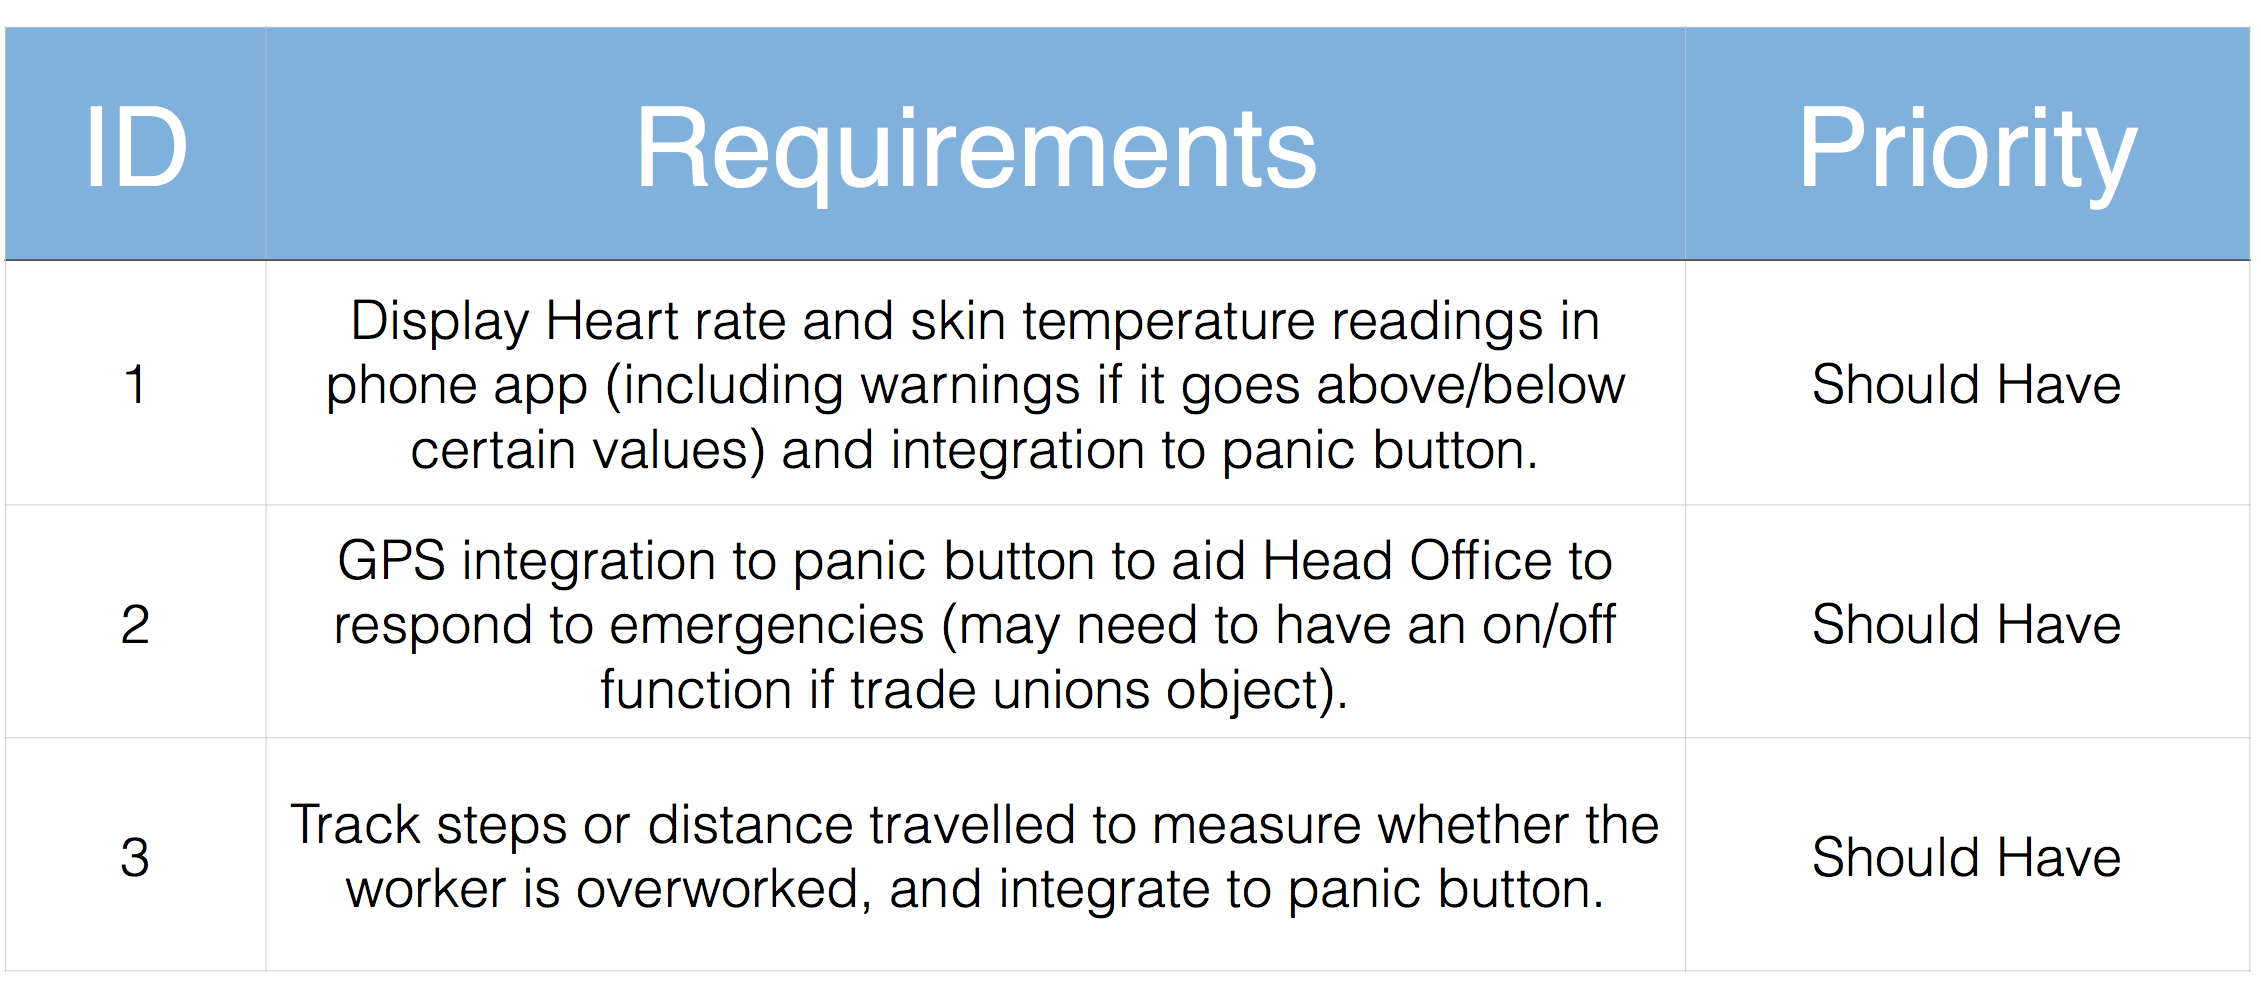 ID Requirements Priority
Display Heart rate and skin temperature readings in
1 phone app (including warnings if it goes above/below Should Have
certain values) and integration to panic button.
GPS integration to panic button to aid Head Office to
2 respond to emergencies (may need to have an on/off Should Have
function if trade unions object).
3 Track steps or distance travelled to measure whether the Should Have
worker is overworked, and integrate to panic button.